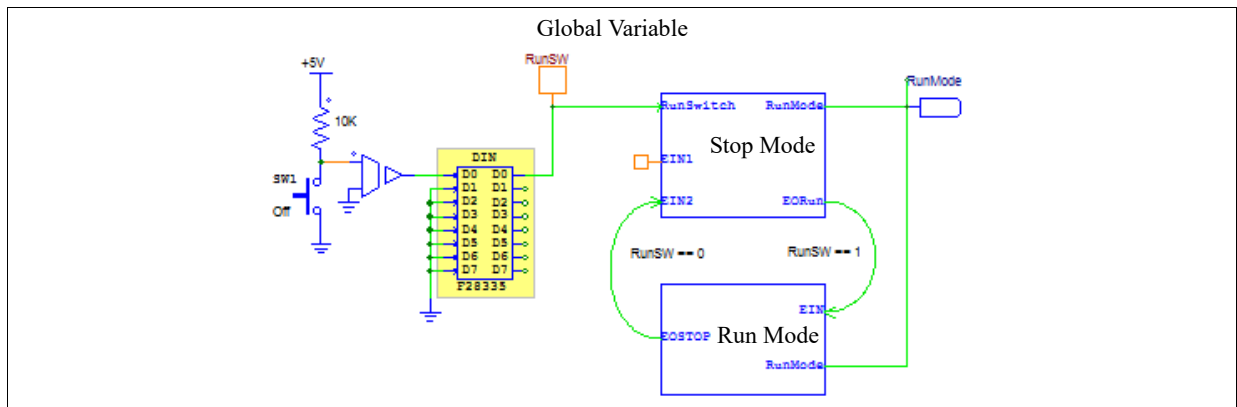 Global Variable
+5V
RunSW
RunMode
10K
RunSwitch RunMode
Stop Mode
DIN
EIN1
D0 D0
D1 D1
D2 D2
D3 D3
D4 D4
D5 D5
D6 D6
D7 D7
F28335
SW1
Off
EIN2 EORun
RunSW == 0
RunSW == 1
EIN
EOSTOP
Run Mode
RunMode